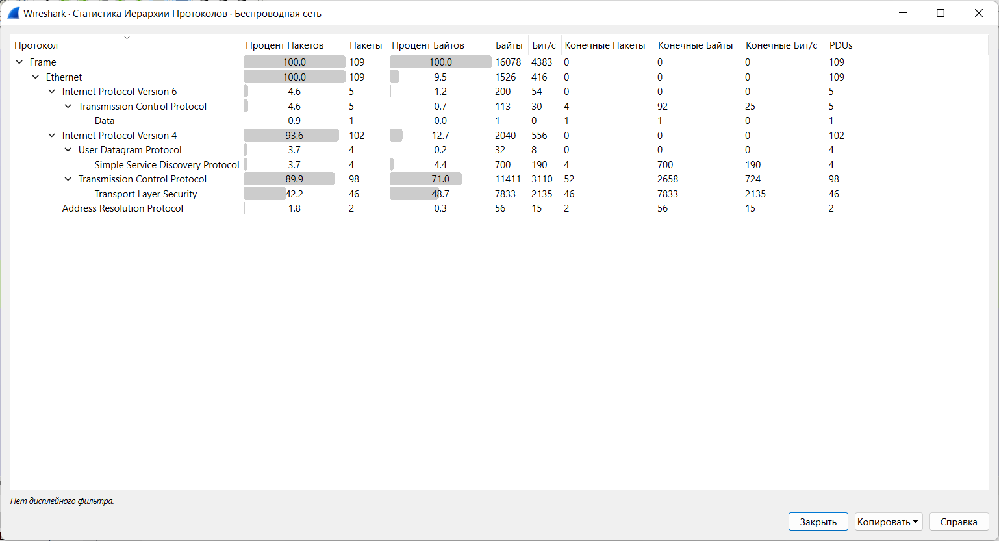 Wireshark · Статистика Иерархии Протоколов · Беспроводная сеть
Протокол Процент Пакетов Пакеты Процент Байтов Байты Бит/с Конечные Пакеты Конечные Байты Конечные Бит/с PDUs
Frame 100.0 109 100.0 16078 4383 0 0 0 109
Ethernet 100.0 109 9.5 1526 416 0 0 0 109
Internet Protocol Version 6 4.6 5 1.2 200 54 0 0 0 5
Transmission Control Protocol 4.6 5 0.7 113 30 4 92 25 5
Data 0.9 1 0.0 1 0 1 1 0 1
Internet Protocol Version 4 93.6 102 12.7 2040 556 0 0 0 102
User Datagram Protocol 3.7 4 0.2 32 8 0 0 0 4
Simple Service Discovery Protocol 3.7 4 4.4 700 190 4 700 190 4
Transmission Control Protocol 89.9 98 71.0 11411 3110 52 2658 724 98
Transport Layer Security 42.2 46 48.7 7833 2135 46 7833 2135 46
Address Resolution Protocol 1.8 2 0.3 56 15 2 56 15 2
Нет дисплейного фильтра.
Закрыть Копировать Справка